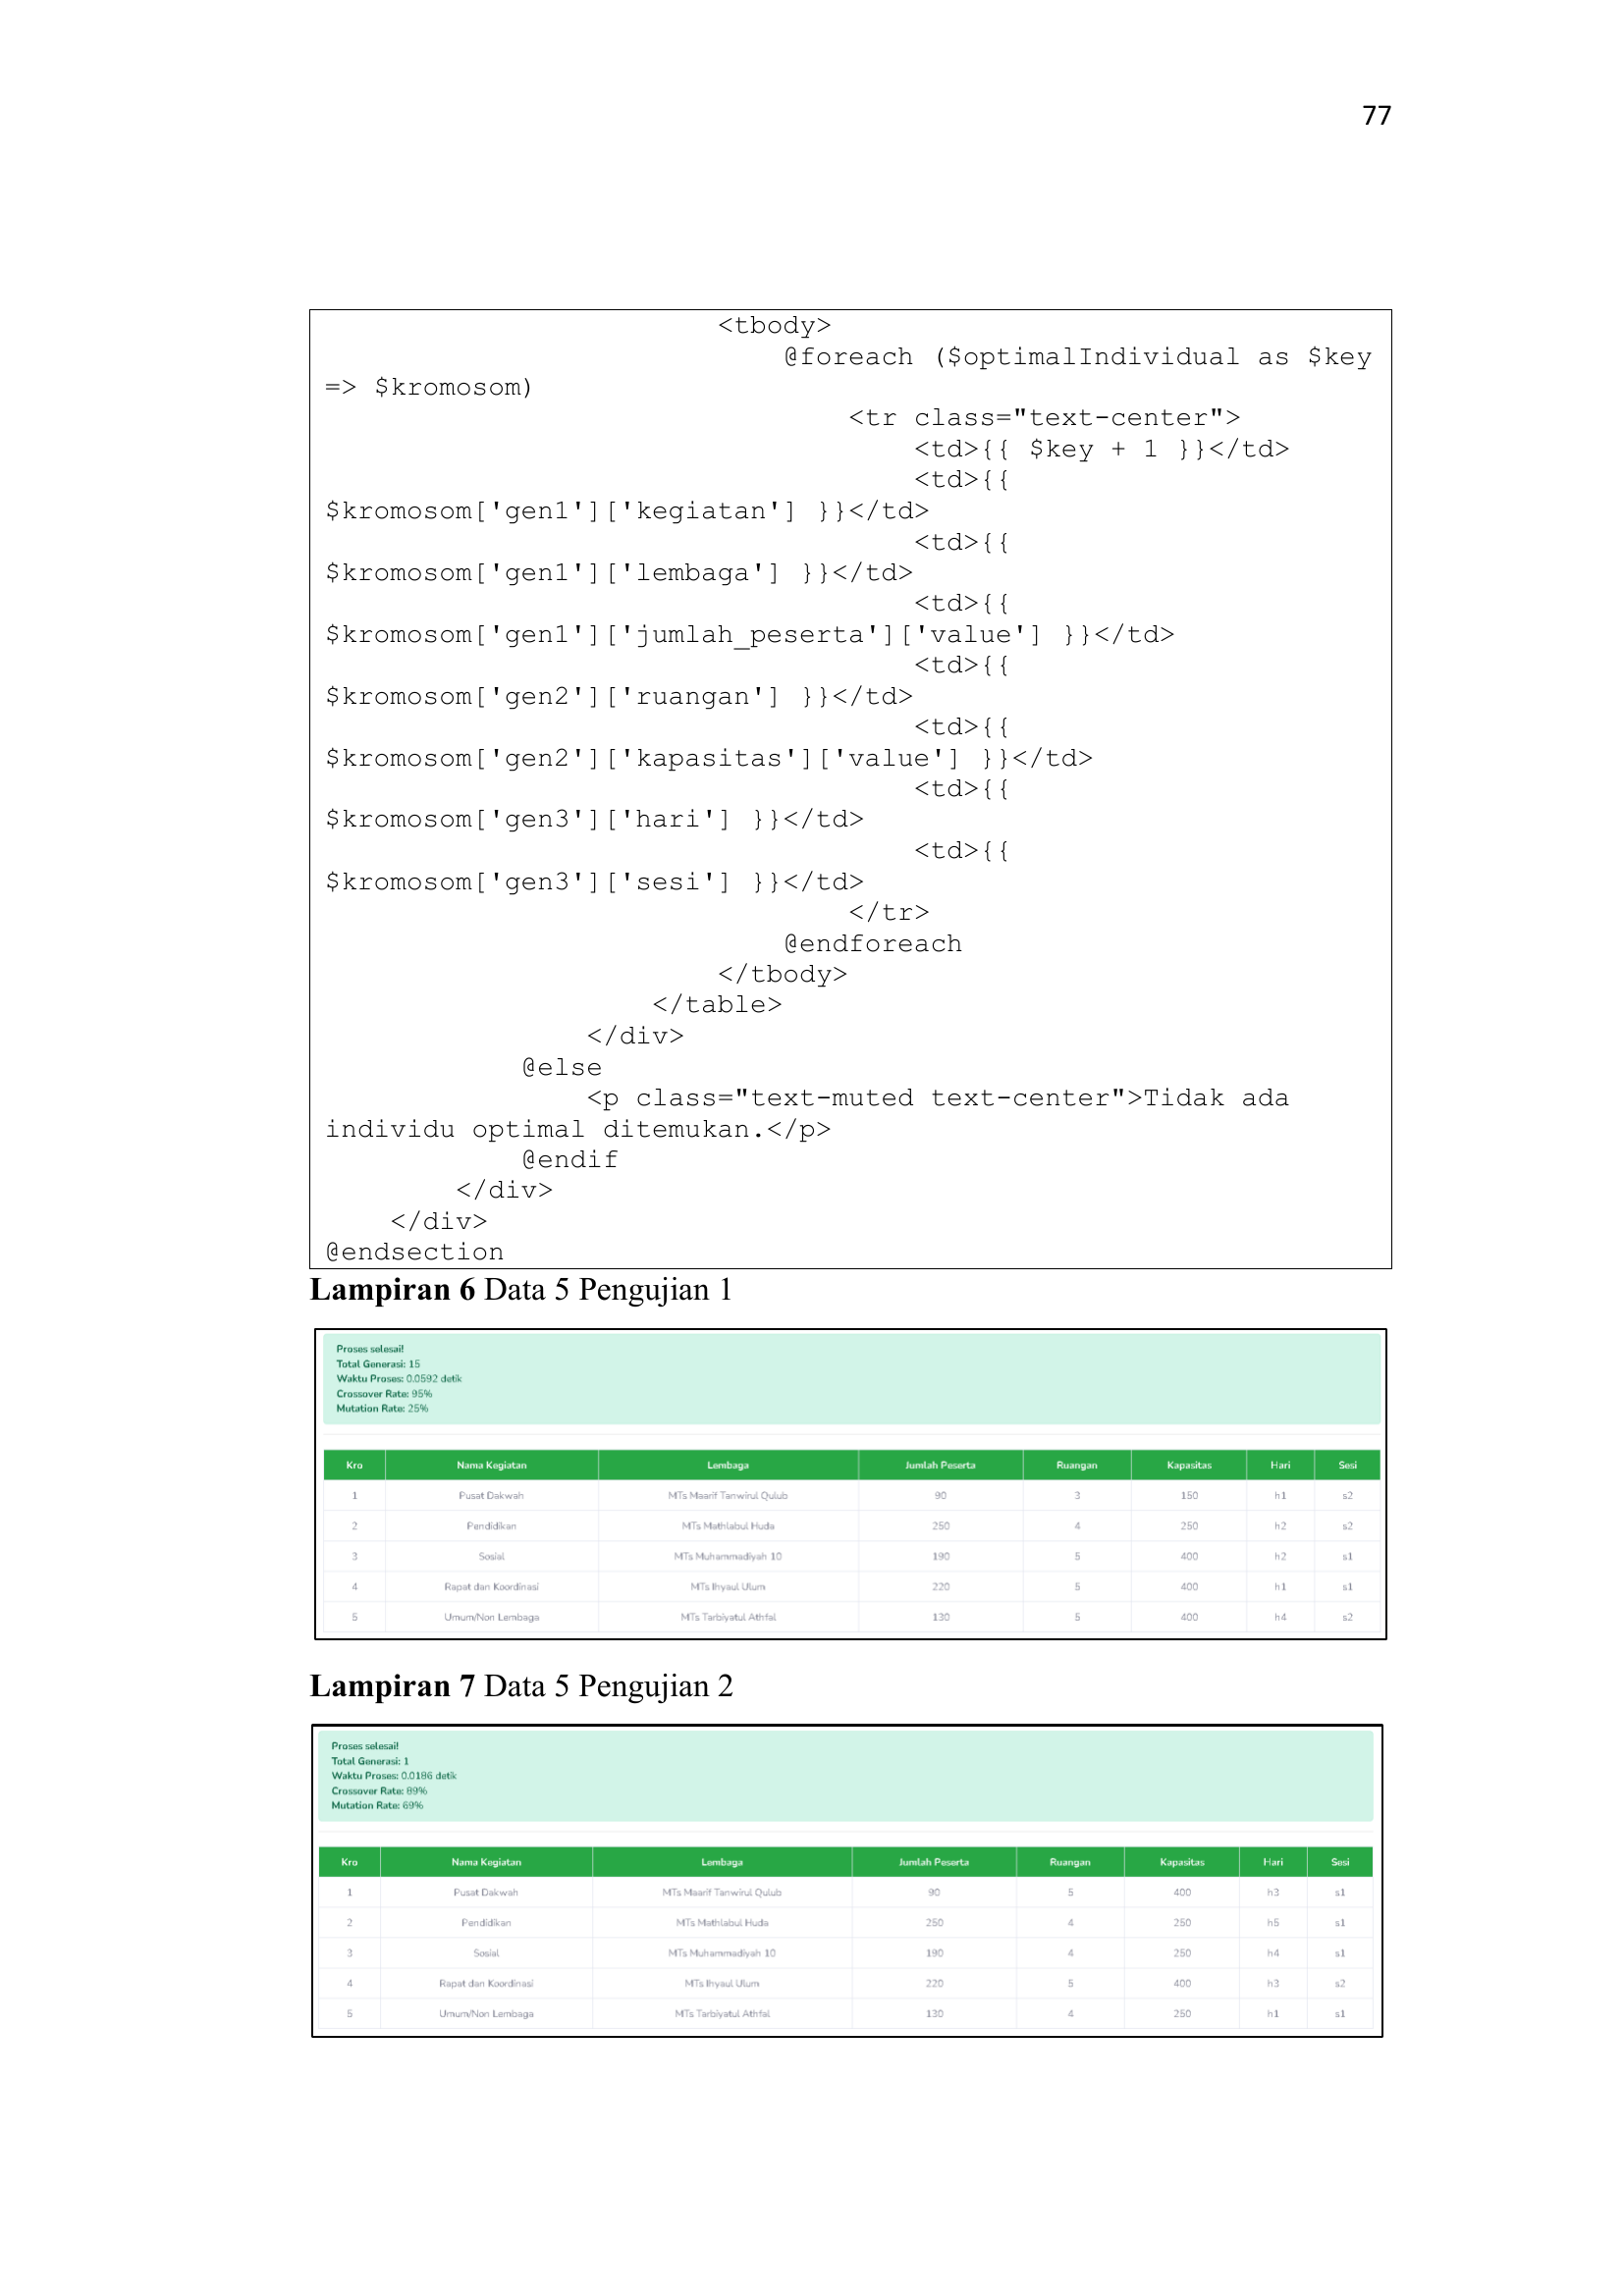 77
<tbody>
@foreach ($optimalIndividual as $key
=> $kromosom)
<tr class="text-center">
<td>{{ $key + 1 }}</td>
<td>{{
$kromosom['gen1']['kegiatan'] }}</td>
<td>{{
$kromosom['gen1']['lembaga'] }}</td>
<td>{{
$kromosom['gen1']['jumlah_peserta']['value'] }}</td>
<td>{{
$kromosom['gen2']['ruangan'] }}</td>
<td>{{
$kromosom['gen2']['kapasitas']['value'] }}</td>
<td>{{
$kromosom['gen3']['hari'] }}</td>
<td>{{
$kromosom['gen3']['sesi'] }}</td>
</tr>
@endforeach
</tbody>
</table>
</div>
@else
<p class="text-muted text-center">Tidak ada
individu optimal ditemukan.</p>
@endif
</div>
</div>
@endsection
Lampiran 6 Data 5 Pengujian 1
Proses selesai!
Total Generasi: 15
Waktu Proses: 0.0592 detik
Crossover Rate: 95%
Mutation Rate: 25%
Kro Nama Kegiatan Lembaga Jumlah Peserta Ruangan Kapasitas Hari Sesi
1 Pusat Dakwah MTs Maarif Tanwirul Qulub 90 3 150 h1 s2
2 Pendidikan MTs Mathlabul Huda 250 4 250 h2 s2
3 Sosial MTs Muhammadiyah 10 190 5 400 h2 s1
4 Rapat dan Koordinasi MTs Ihyaul Ulum 220 5 400 h1 s1
5 Umum/Non Lembaga MTs Tarbiyatul Athfal 130 5 400 h4 s2
Lampiran 7 Data 5 Pengujian 2
Proses selesai!
Total Generasi: 1
Waktu Proses: 0.0186 detik
Crossover Rate: 89%
Mutation Rate: 69%
Kro Nama Kegiatan Lembaga Jumlah Peserta Ruangan Kapasitas Hari Sesi
1 Pusat Dakwah MTs Maarif Tanwirul Qulub 90 5 400 h3 s1
2 Pendidikan MTs Mathlabul Huda 250 4 250 h5 s1
3 Sosial MTs Muhammadiyah 10 190 4 250 h4 s1
4 Rapat dan Koordinasi MTs Ihyaul Ulum 220 5 400 h3 s2
5 Umum/Non Lembaga MTs Tarbiyatul Athfal 130 4 250 h1 s1